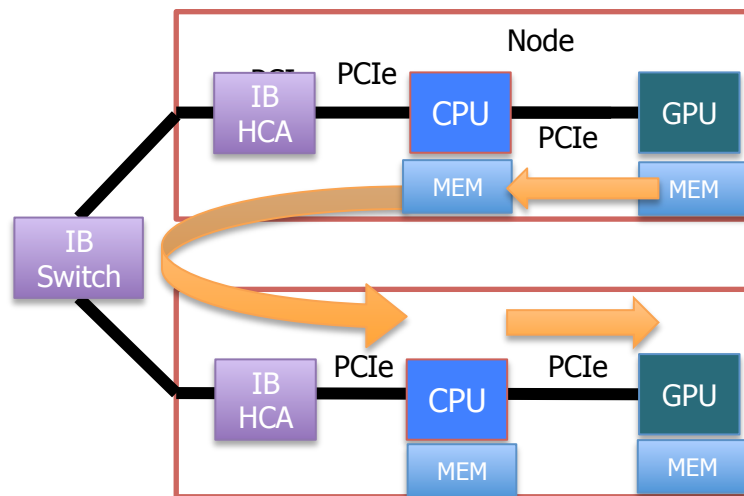 Node
PCIe
IB
HCA
CPU
GPU
PCIe
MEM
MEM
IB
Switch
PCIe
PCIe
IB
HCA
CPU
GPU
MEM
MEM